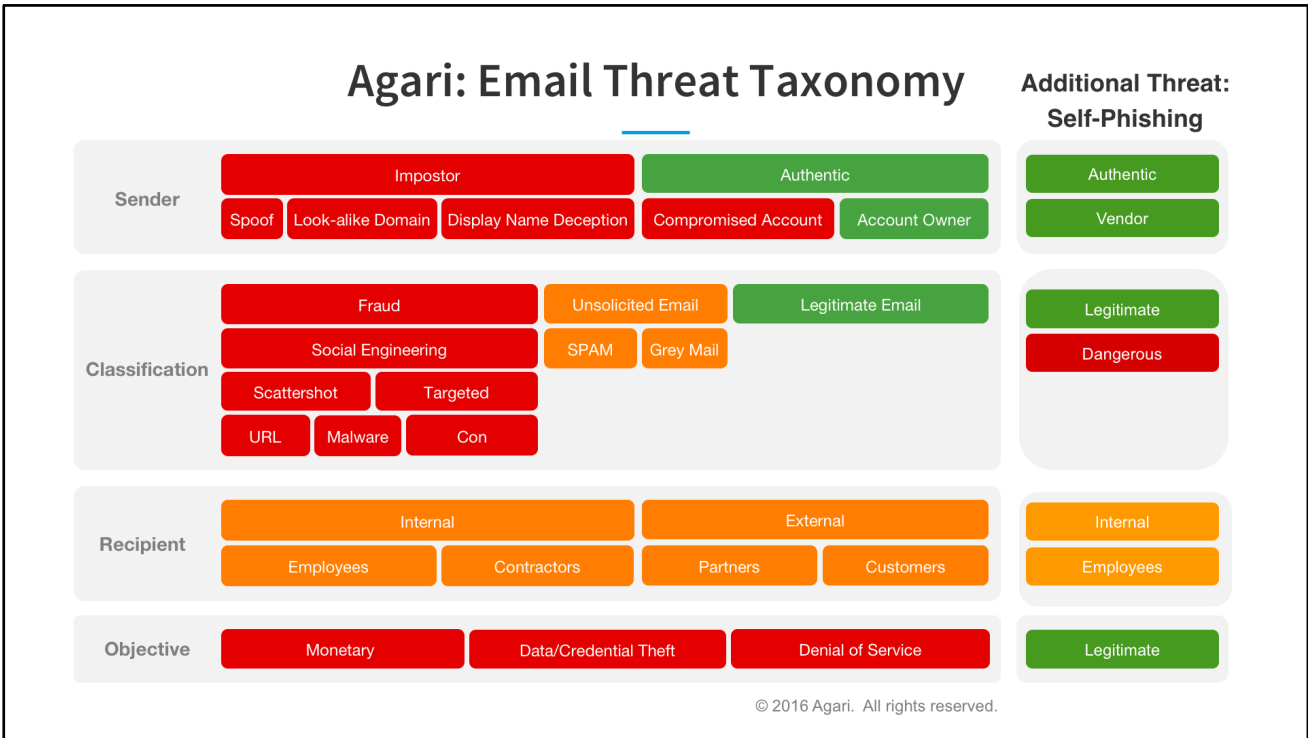 Agari: Email Threat Taxonomy
Additional Threat:
Self-Phishing
Sender
Impostor
Authentic
Spoof
Look-alike Domain
Display Name Deception
Compromised Account
Account Owner
Authentic
Vendor
Classification
Fraud
Unsolicited Email
Legitimate Email
Social Engineering
SPAM
Grey Mail
Scattershot
Targeted
URL
Malware
Con
Legitimate
Dangerous
Recipient
Internal
External
Employees
Contractors
Partners
Customers
Internal
Employees
Objective
Monetary
Data/Credential Theft
Denial of Service
Legitimate
© 2016 Agari. All rights reserved.